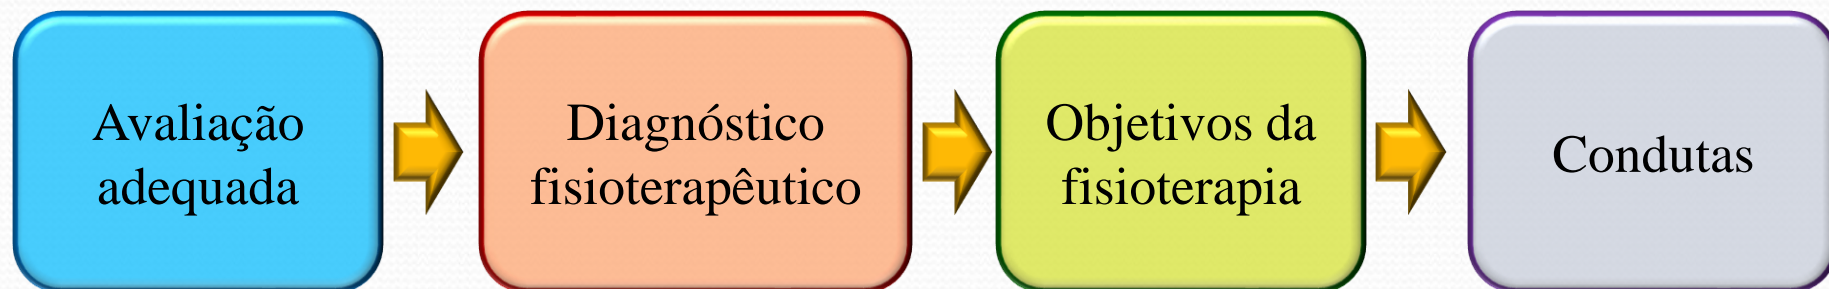 Avaliação
adequada
Diagnóstico
fisioterapêutico
Objetivos da
fisioterapia
Condutas